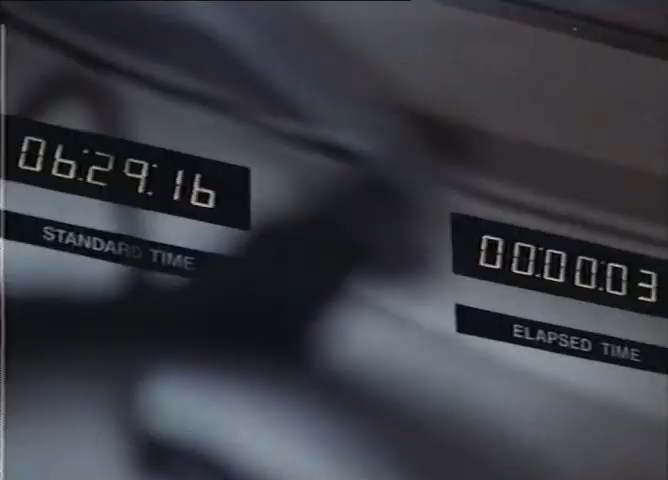 06:29:16
STANDARD TIME
00:00:03
ELAPSED TIME